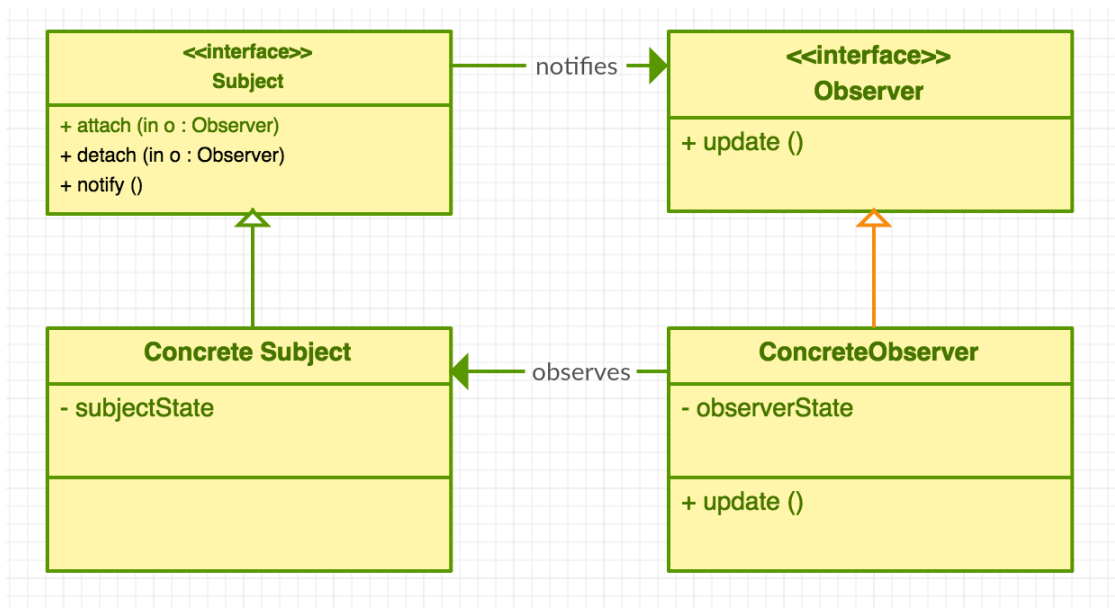 <<interface>>
Subject
+ attach (in o : Observer)
+ detach (in o : Observer)
+ notify ()
notifies
<<interface>>
Observer
+ update ()
Concrete Subject
- subjectState
observes
ConcreteObserver
- observerState
+ update ()